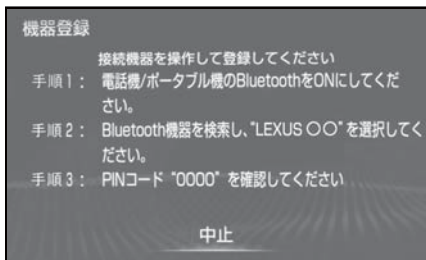 機器登録
接続機器を操作して登録してください
手順1： 電話機/ポータブル機のBluetoothをONにしてくだ
さい。
手順2： Bluetooth機器を検索し、"LEXUS ○○"を選択してく
ださい。
手順3： PINコード "0000" を確認してください
中止